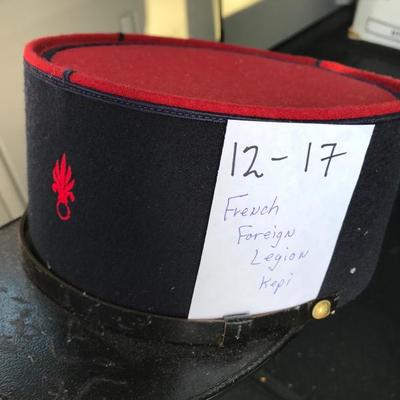 12-17
French
Foreign
Legion
Kepi